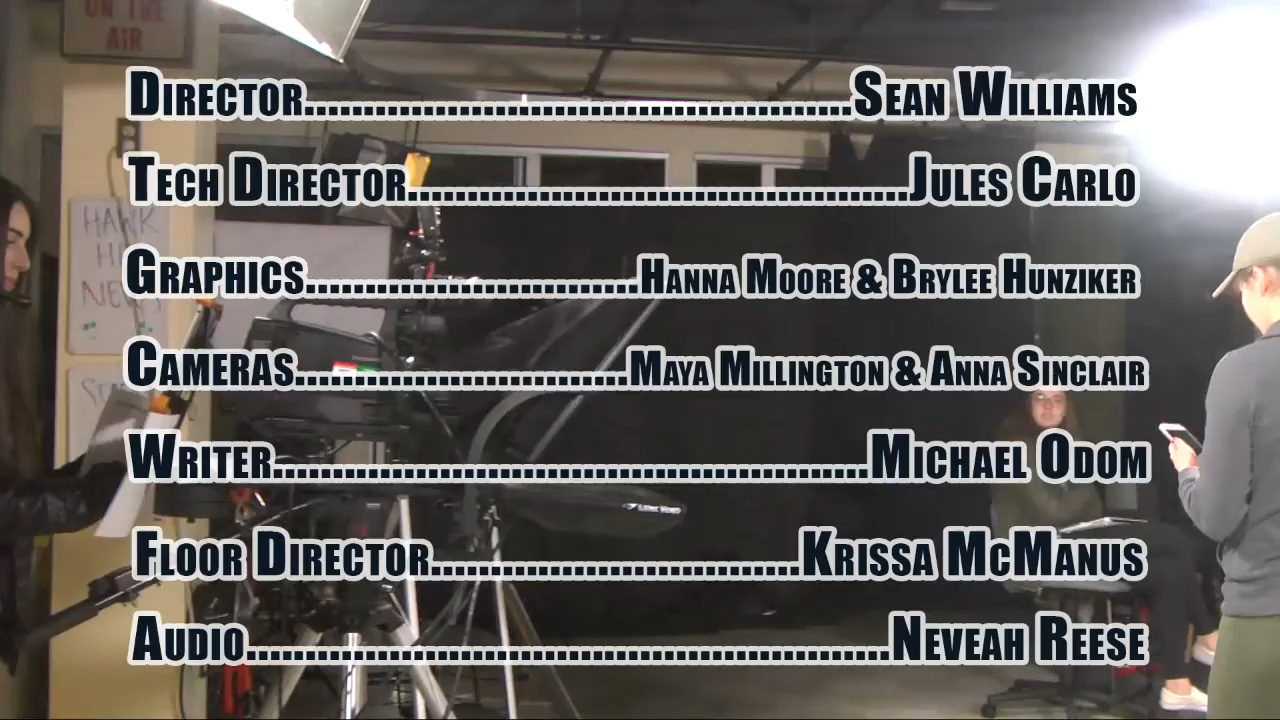 ON THE
AIR
Director......................................................Sean Williams
Tech Director..................................................Jules Carlo
Graphics.................................Hanna Moore & Brylee Hunziker
Cameras.................................Maya Millington & Anna Sinclair
Writer...........................................................Michael Odom
Floor Director....................................Krissa McManus
Audio................................................................Neveah Reese
HAWK